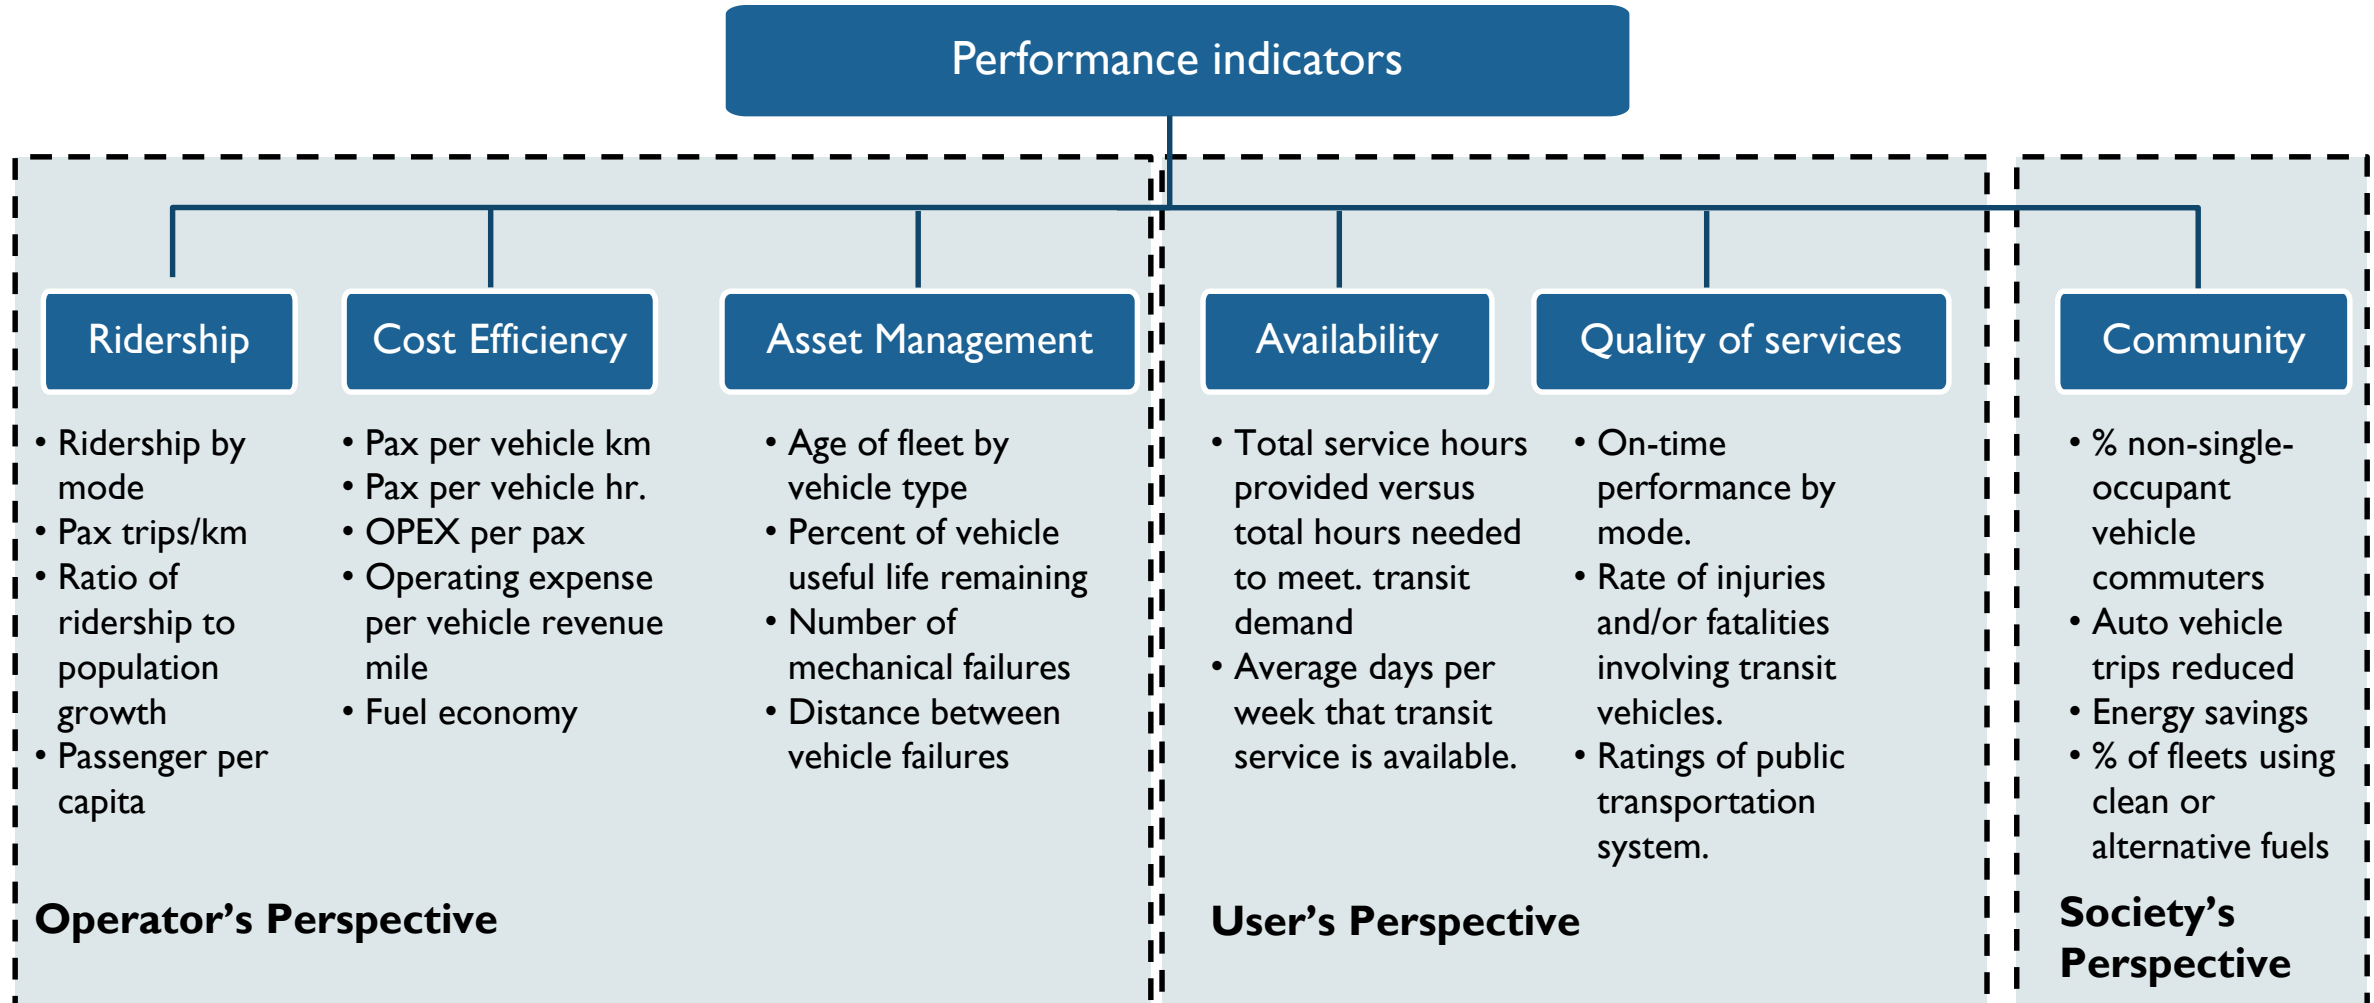 Performance indicators
Ridership
• Ridership by
mode
• Pax trips/km
• Ratio of
ridership to
population
growth
• Passenger per
capita
Cost Efficiency
• Pax per vehicle km
• Pax per vehicle hr.
• OPEX per pax
• Operating expense
per vehicle revenue
mile
• Fuel economy
Asset Management
• Age of fleet by
vehicle type
• Percent of vehicle
useful life remaining
• Number of
mechanical failures
• Distance between
vehicle failures
Operator’s Perspective
Availability
• Total service hours
provided versus
total hours needed
to meet. transit
demand
• Average days per
week that transit
service is available.
Quality of services
• On-time
performance by
mode.
• Rate of injuries
and/or fatalities
involving transit
vehicles.
• Ratings of public
transportation
system.
User’s Perspective
Community
• % non-single-
occupant
vehicle
commuters
• Auto vehicle
trips reduced
• Energy savings
• % of fleets using
clean or
alternative fuels
Society’s
Perspective